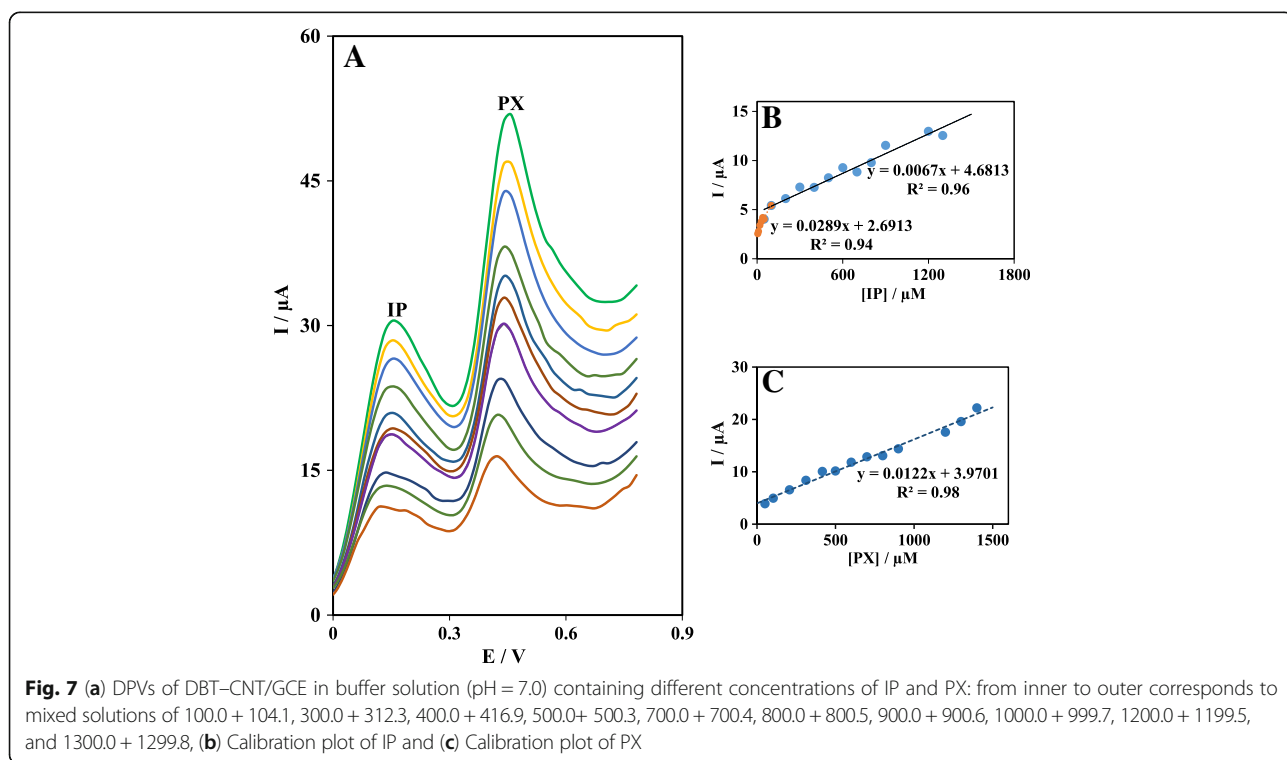 A
60
45
30
15
0
I / μA
IP
PX
0 0.3 0.6 0.9
E / V
B
15
10
5
0
I / μA
y = 0.0067x + 4.6813
R² = 0.96
y = 0.0289x + 2.6913
R² = 0.94
0 600 1200 1800
[IP] / μM
C
30
20
10
0
I / μA
y = 0.0122x + 3.9701
R² = 0.98
0 500 1000 1500
[PX] / μM
Fig. 7 (a) DPVs of DBT–CNT/GCE in buffer solution (pH = 7.0) containing different concentrations of IP and PX: from inner to outer corresponds to
mixed solutions of 100.0 + 104.1, 300.0 + 312.3, 400.0 + 416.9, 500.0+ 500.3, 700.0 + 700.4, 800.0 + 800.5, 900.0 + 900.6, 1000.0 + 999.7, 1200.0 + 1199.5,
and 1300.0 + 1299.8, (b) Calibration plot of IP and (c) Calibration plot of PX